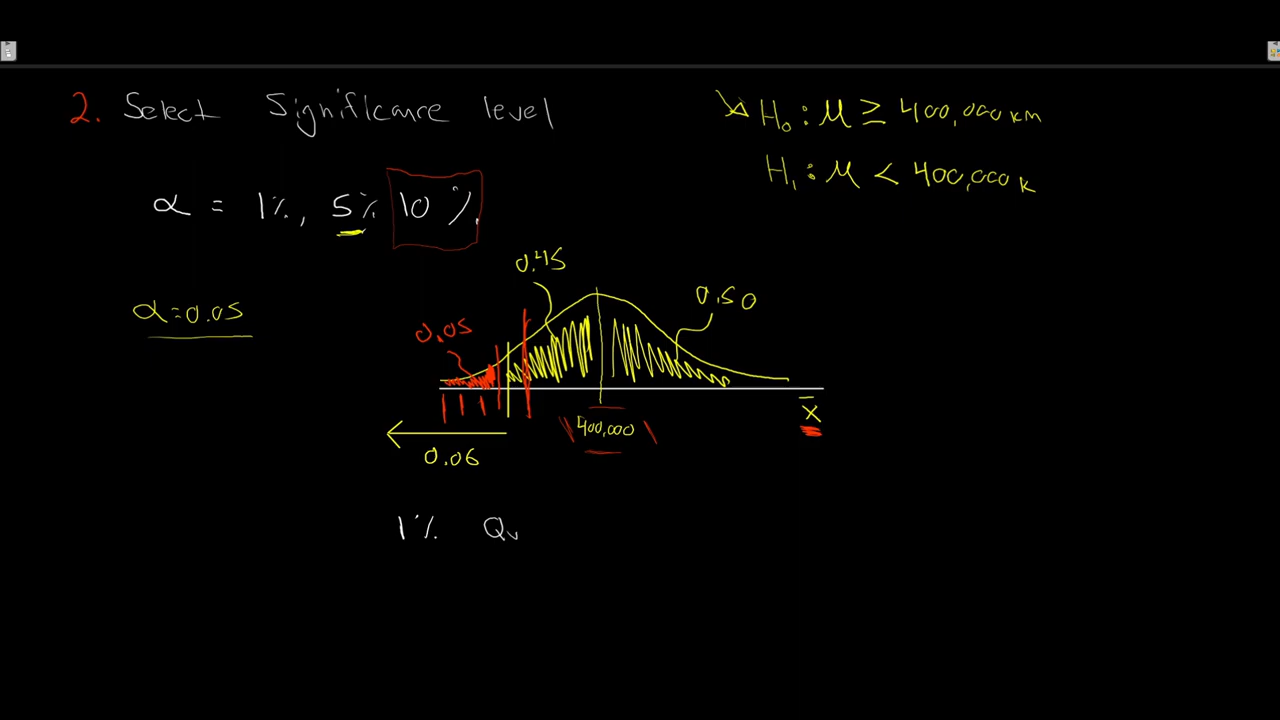 2. Select Significance level
H₀ : μ ≥ 400,000 km
H₁ : μ < 400,000 k
α = 1%, 5% 10%
α = 0.05
0.45
0.50
0.05
400,000
x̄
0.06
1% Qu